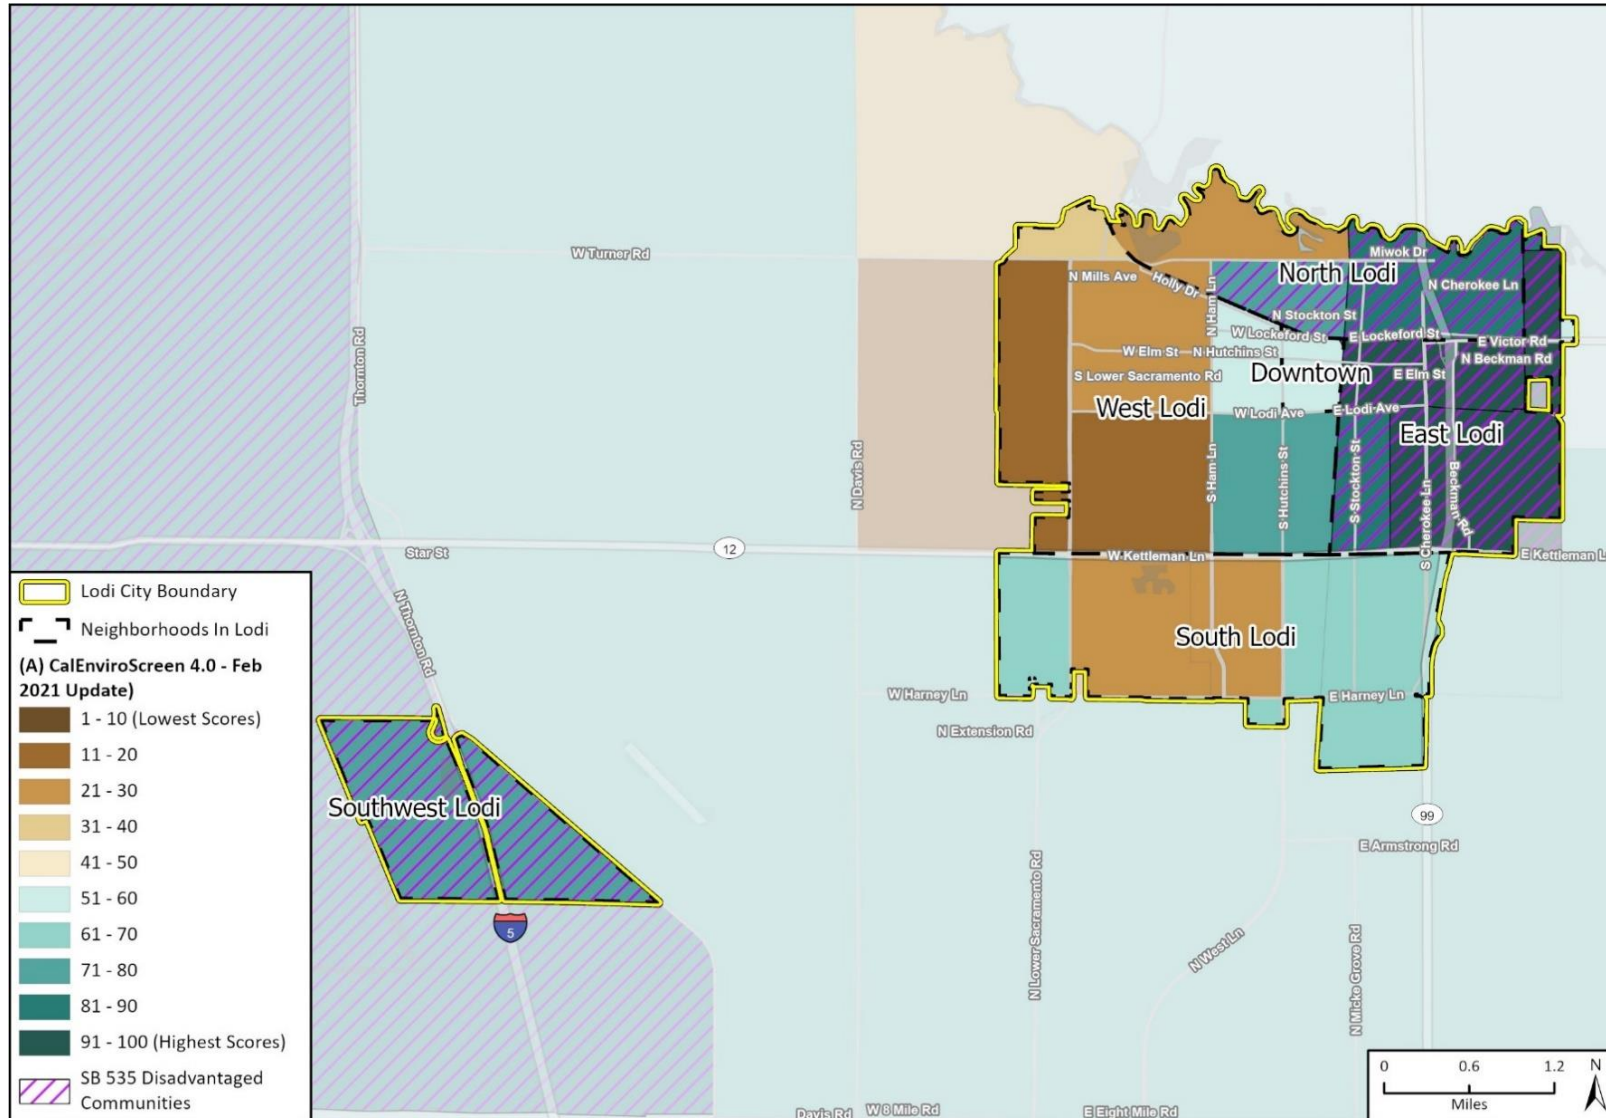 W Turner Rd
Miwok Dr
North Lodi
N Mills Ave
Holly Dr
N Ham Ln
N Cherokee Ln
N Stockton St
W Lockeford St
E Lockeford St
E Victor Rd
Thornton Rd
W Elm St
N Hutchins St
N Beckman Rd
S Lower Sacramento Rd
Downtown
E Elm St
West Lodi
W Lodi Ave
E Lodi Ave
East Lodi
N Davis Rd
S Ham Ln
S Hutchins St
S Stockton St
S Cherokee Ln
Beckman Rd
Star St
12
W Kettleman Ln
E Kettleman L
N Thornton Rd
South Lodi
W Harney Ln
E Harney Ln
N Extension Rd
Southwest Lodi
99
E Armstrong Rd
5
N Lower Sacramento Rd
N West Ln
N Micke Grove Rd
Davis Rd
W 8 Mile Rd
E Eight Mile Rd
Lodi City Boundary
Neighborhoods In Lodi
(A) CalEnviroScreen 4.0 - Feb
2021 Update)
1 - 10 (Lowest Scores)
11 - 20
21 - 30
31 - 40
41 - 50
51 - 60
61 - 70
71 - 80
81 - 90
91 - 100 (Highest Scores)
SB 535 Disadvantaged
Communities
0 0.6 1.2
Miles
N